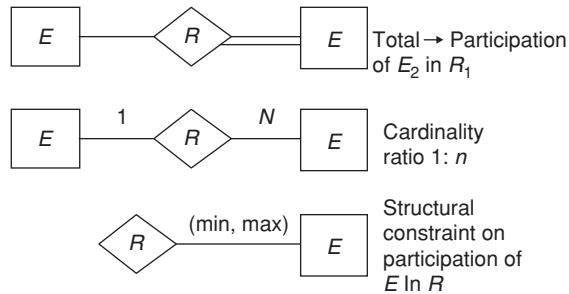 E R E Total → Participation
of E₂ in R₁
1 N
E R E Cardinality
ratio 1: n
(min, max)
R E Structural
constraint on
participation of
E In R